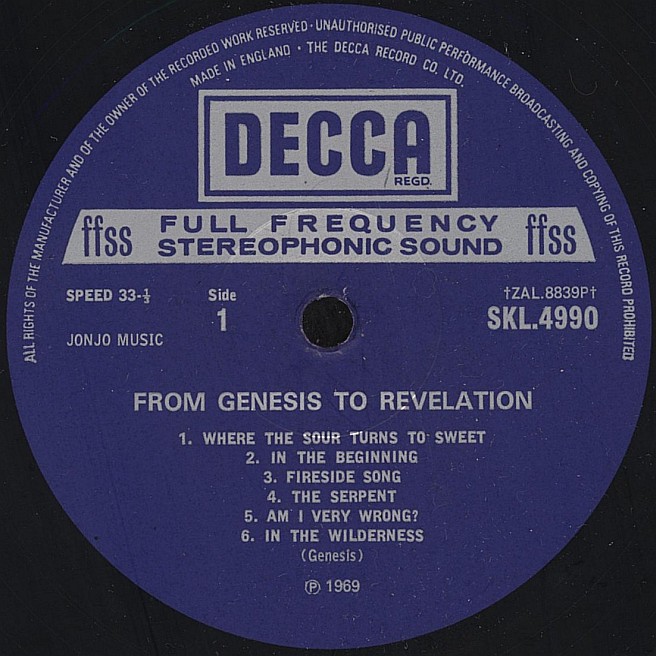 ALL RIGHTS OF THE MANUFACTURER AND OF THE OWNER OF THE RECORDED WORK RESERVED · UNAUTHORISED PUBLIC PERFORMANCE BROADCASTING AND COPYING OF THIS RECORD PROHIBITED
MADE IN ENGLAND · THE DECCA RECORD CO. LTD.
DECCA
REGD.
ffss FULL FREQUENCY ffss
STEREOPHONIC SOUND
SPEED 33-⅓ Side †ZAL.8839P†
1 SKL.4990
JONJO MUSIC
FROM GENESIS TO REVELATION
1. WHERE THE SOUR TURNS TO SWEET
2. IN THE BEGINNING
3. FIRESIDE SONG
4. THE SERPENT
5. AM I VERY WRONG?
6. IN THE WILDERNESS
(Genesis)
℗ 1969